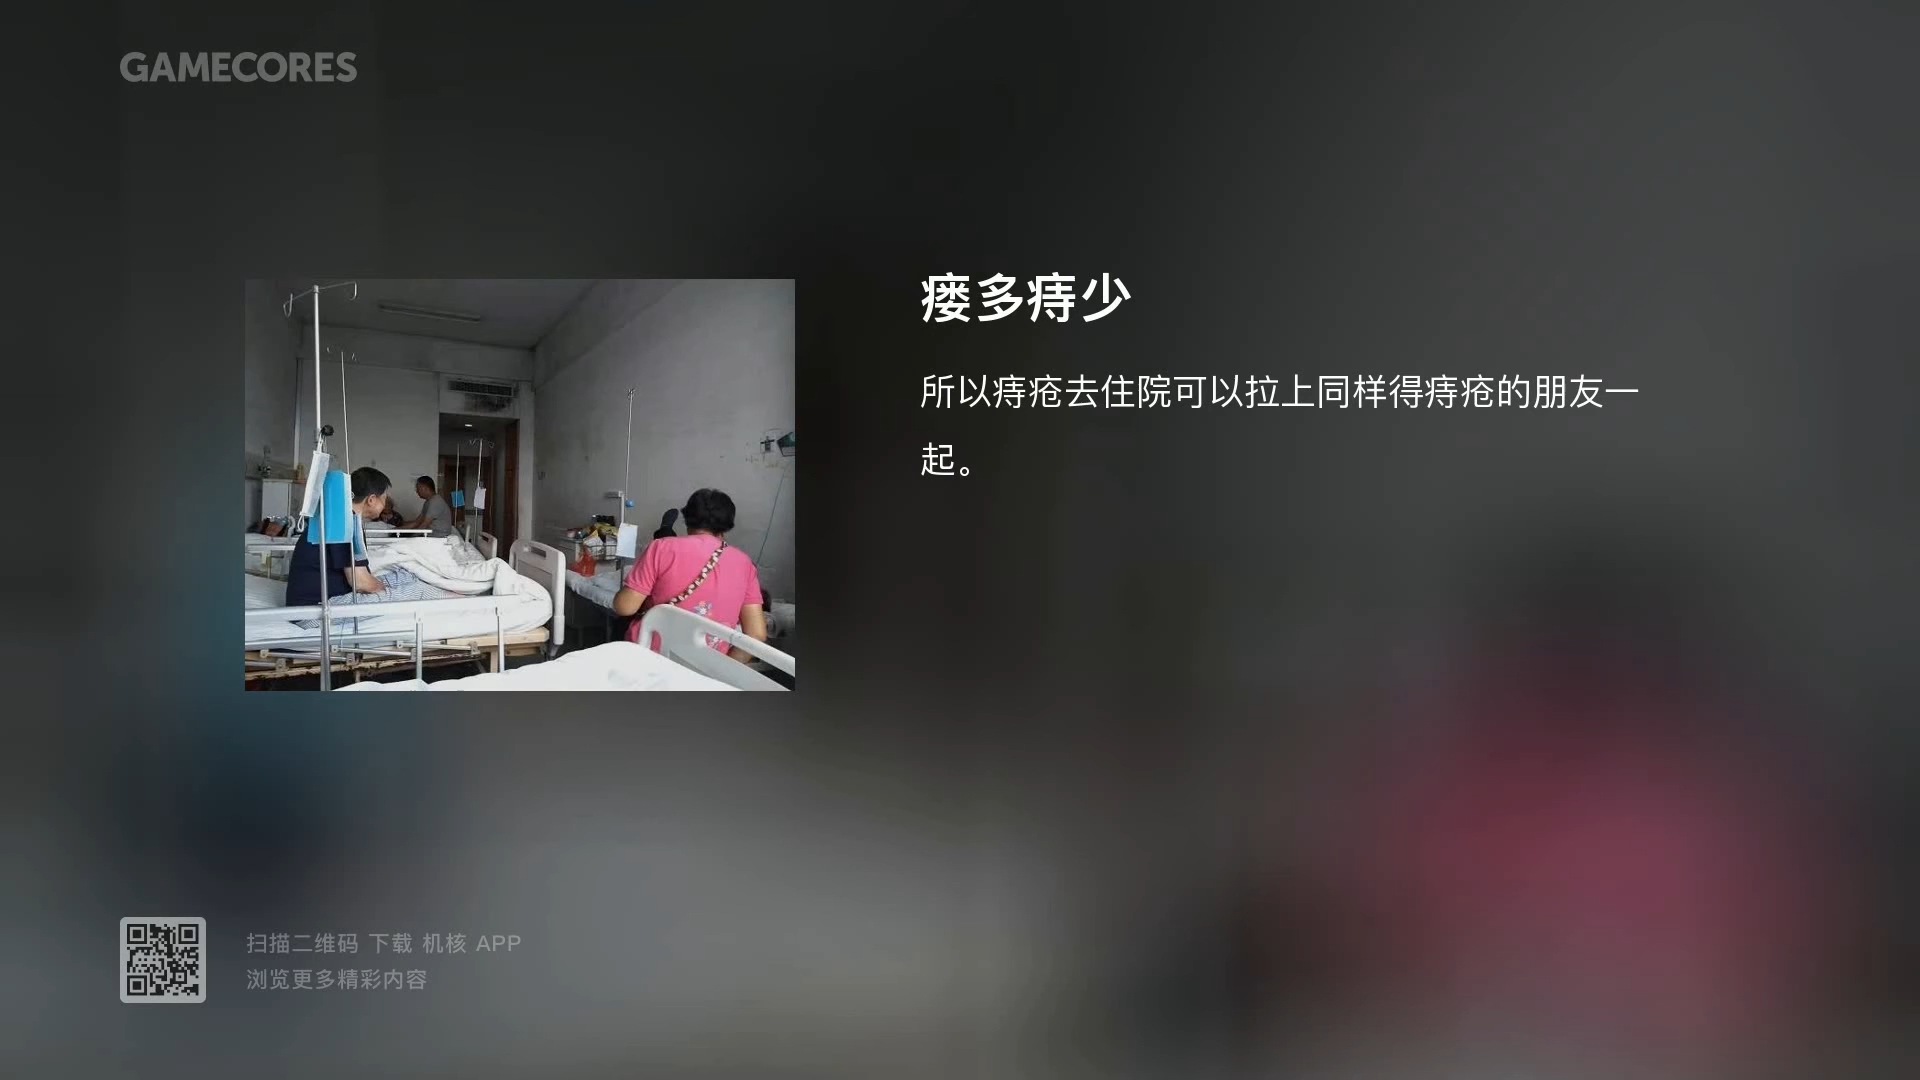 GAMECORES
瘘多痔少
所以痔疮去住院可以拉上同样得痔疮的朋友一
起。
扫描二维码 下载 机核 APP
浏览更多精彩内容